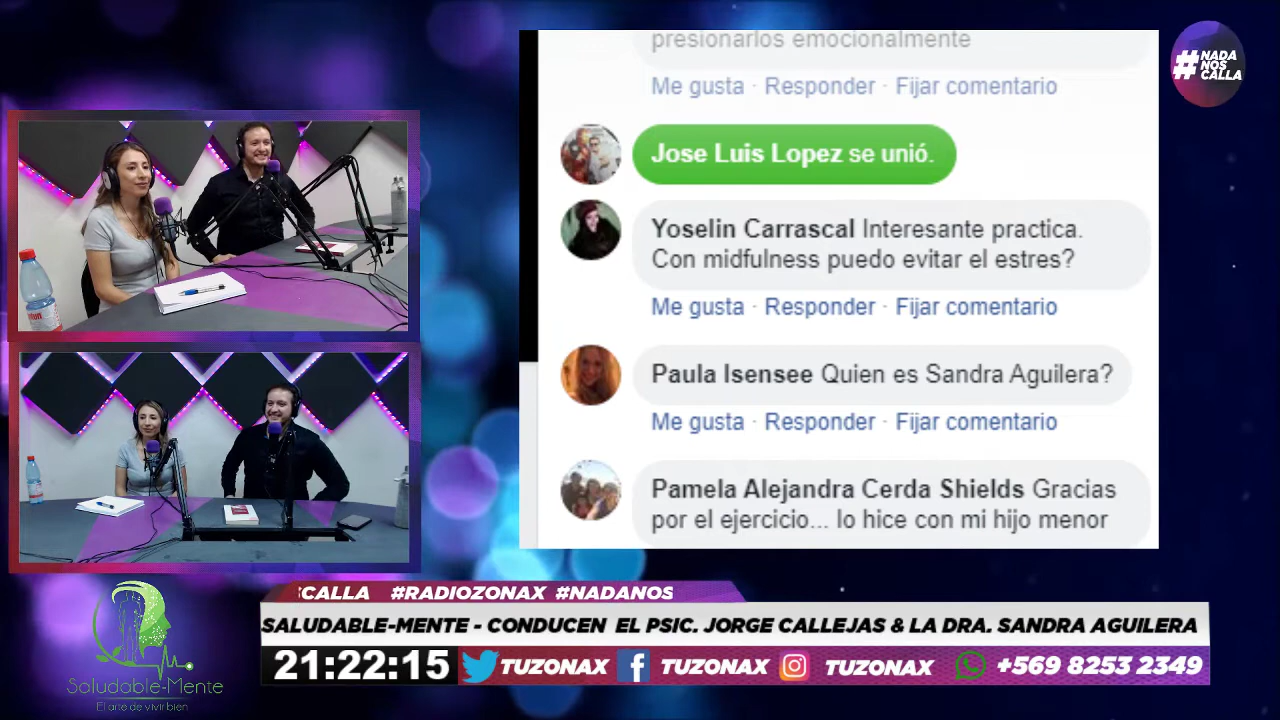 presionarlos emocionalmente
Me gusta · Responder · Fijar comentario
Jose Luis Lopez se unió.
Yoselin Carrascal Interesante practica.
Con midfulness puedo evitar el estres?
Me gusta · Responder · Fijar comentario
Paula Isensee Quien es Sandra Aguilera?
Me gusta · Responder · Fijar comentario
Pamela Alejandra Cerda Shields Gracias
por el ejercicio... lo hice con mi hijo menor
#NADA
NOS
CALLA
Saludable-Mente
El arte de vivir bien
CALLA #RADIOZONAX #NADANOS
SALUDABLE-MENTE - CONDUCEN EL PSIC. JORGE CALLEJAS & LA DRA. SANDRA AGUILERA
21:22:15 TUZONAX TUZONAX TUZONAX +569 8253 2349